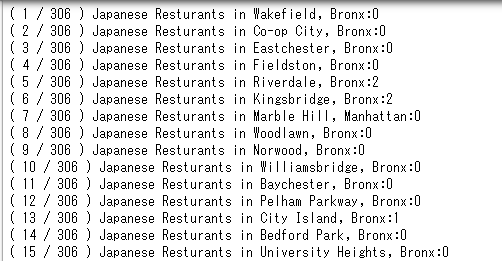 ( 1 / 306 ) Japanese Resturants in Wakefield, Bronx:0
( 2 / 306 ) Japanese Resturants in Co-op City, Bronx:0
( 3 / 306 ) Japanese Resturants in Eastchester, Bronx:0
( 4 / 306 ) Japanese Resturants in Fieldston, Bronx:0
( 5 / 306 ) Japanese Resturants in Riverdale, Bronx:2
( 6 / 306 ) Japanese Resturants in Kingsbridge, Bronx:2
( 7 / 306 ) Japanese Resturants in Marble Hill, Manhattan:0
( 8 / 306 ) Japanese Resturants in Woodlawn, Bronx:0
( 9 / 306 ) Japanese Resturants in Norwood, Bronx:0
( 10 / 306 ) Japanese Resturants in Williamsbridge, Bronx:0
( 11 / 306 ) Japanese Resturants in Baychester, Bronx:0
( 12 / 306 ) Japanese Resturants in Pelham Parkway, Bronx:0
( 13 / 306 ) Japanese Resturants in City Island, Bronx:1
( 14 / 306 ) Japanese Resturants in Bedford Park, Bronx:0
( 15 / 306 ) Japanese Resturants in University Heights, Bronx:0